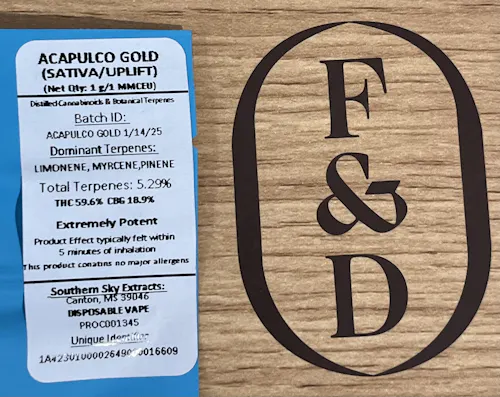 ACAPULCO GOLD
(SATIVA/UPLIFT)
(Net Qty: 1 g/1 MMCEU)
Distilled Cannabinoids & Botanical Terpenes
Batch ID:
ACAPULCO GOLD 1/14/25
Dominant Terpenes:
LIMONENE, MYRCENE,PINENE
Total Terpenes: 5.29%
THC 59.6% CBG 18.9%
Extremely Potent
Product Effect typically felt within
5 minutes of inhalation
This product conatins no major allergens
Southern Sky Extracts:
Canton, MS 39046
DISPOSABLE VAPE
PROC001345
Unique Identifier
F
&
D